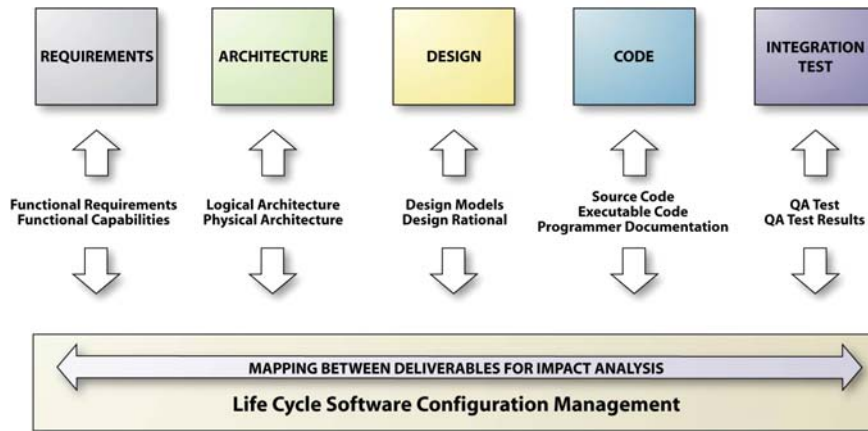 REQUIREMENTS
ARCHITECTURE
DESIGN
CODE
INTEGRATION
TEST
Functional Requirements
Functional Capabilities
Logical Architecture
Physical Architecture
Design Models
Design Rational
Source Code
Executable Code
Programmer Documentation
QA Test
QA Test Results
MAPPING BETWEEN DELIVERABLES FOR IMPACT ANALYSIS
Life Cycle Software Configuration Management